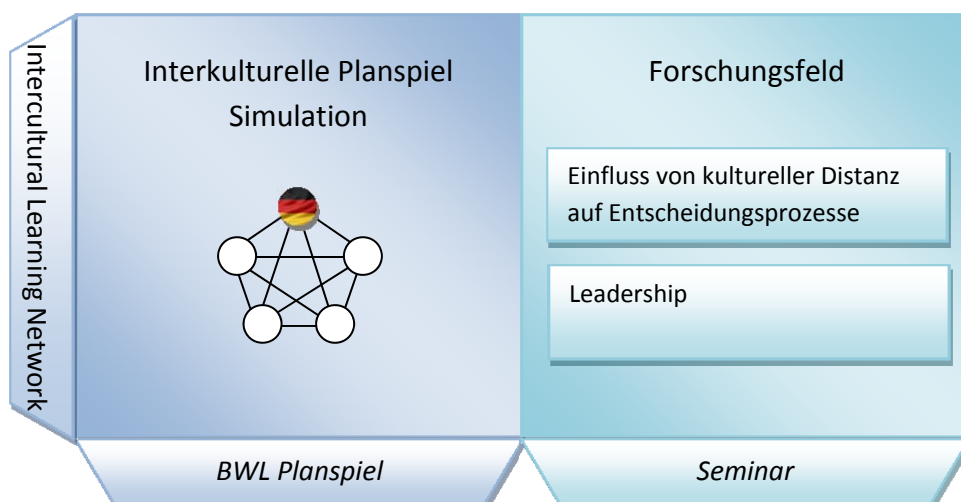 Intercultural Learning Network
Interkulturelle Planspiel
Simulation
BWL Planspiel
Forschungsfeld
Einfluss von kultureller Distanz
auf Entscheidungsprozesse
Leadership
Seminar